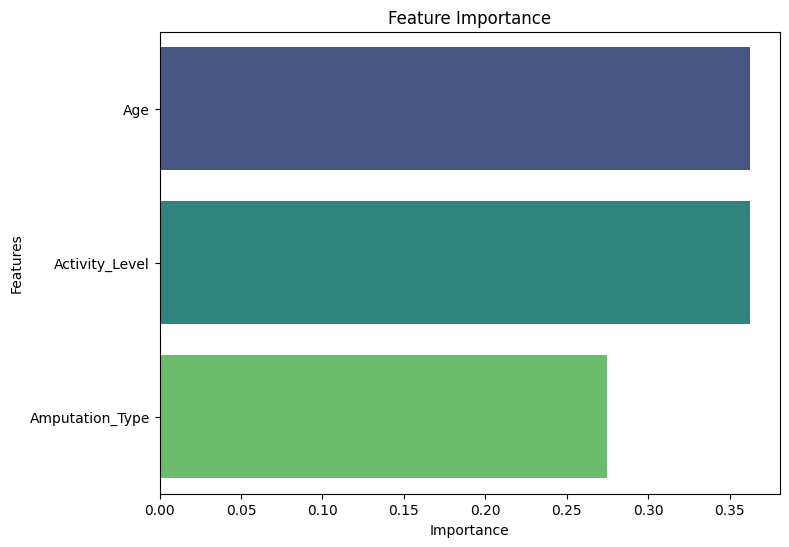 Feature Importance
Features
Age
Activity_Level
Amputation_Type
0.00 0.05 0.10 0.15 0.20 0.25 0.30 0.35
Importance